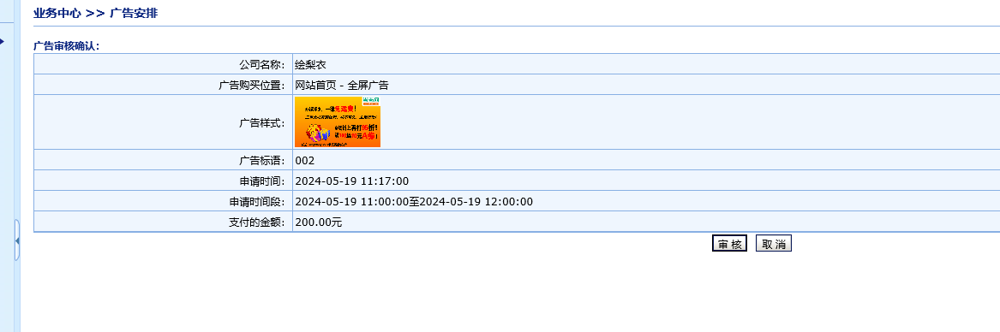 业务中心 >> 广告安排
广告审核确认：
公司名称： 绘梨衣
广告购买位置： 网站首页 - 全屏广告
广告样式：
免运费!
广告标语： 002
申请时间： 2024-05-19 11:17:00
申请时间段： 2024-05-19 11:00:00至2024-05-19 12:00:00
支付的金额： 200.00元
审 核 取 消